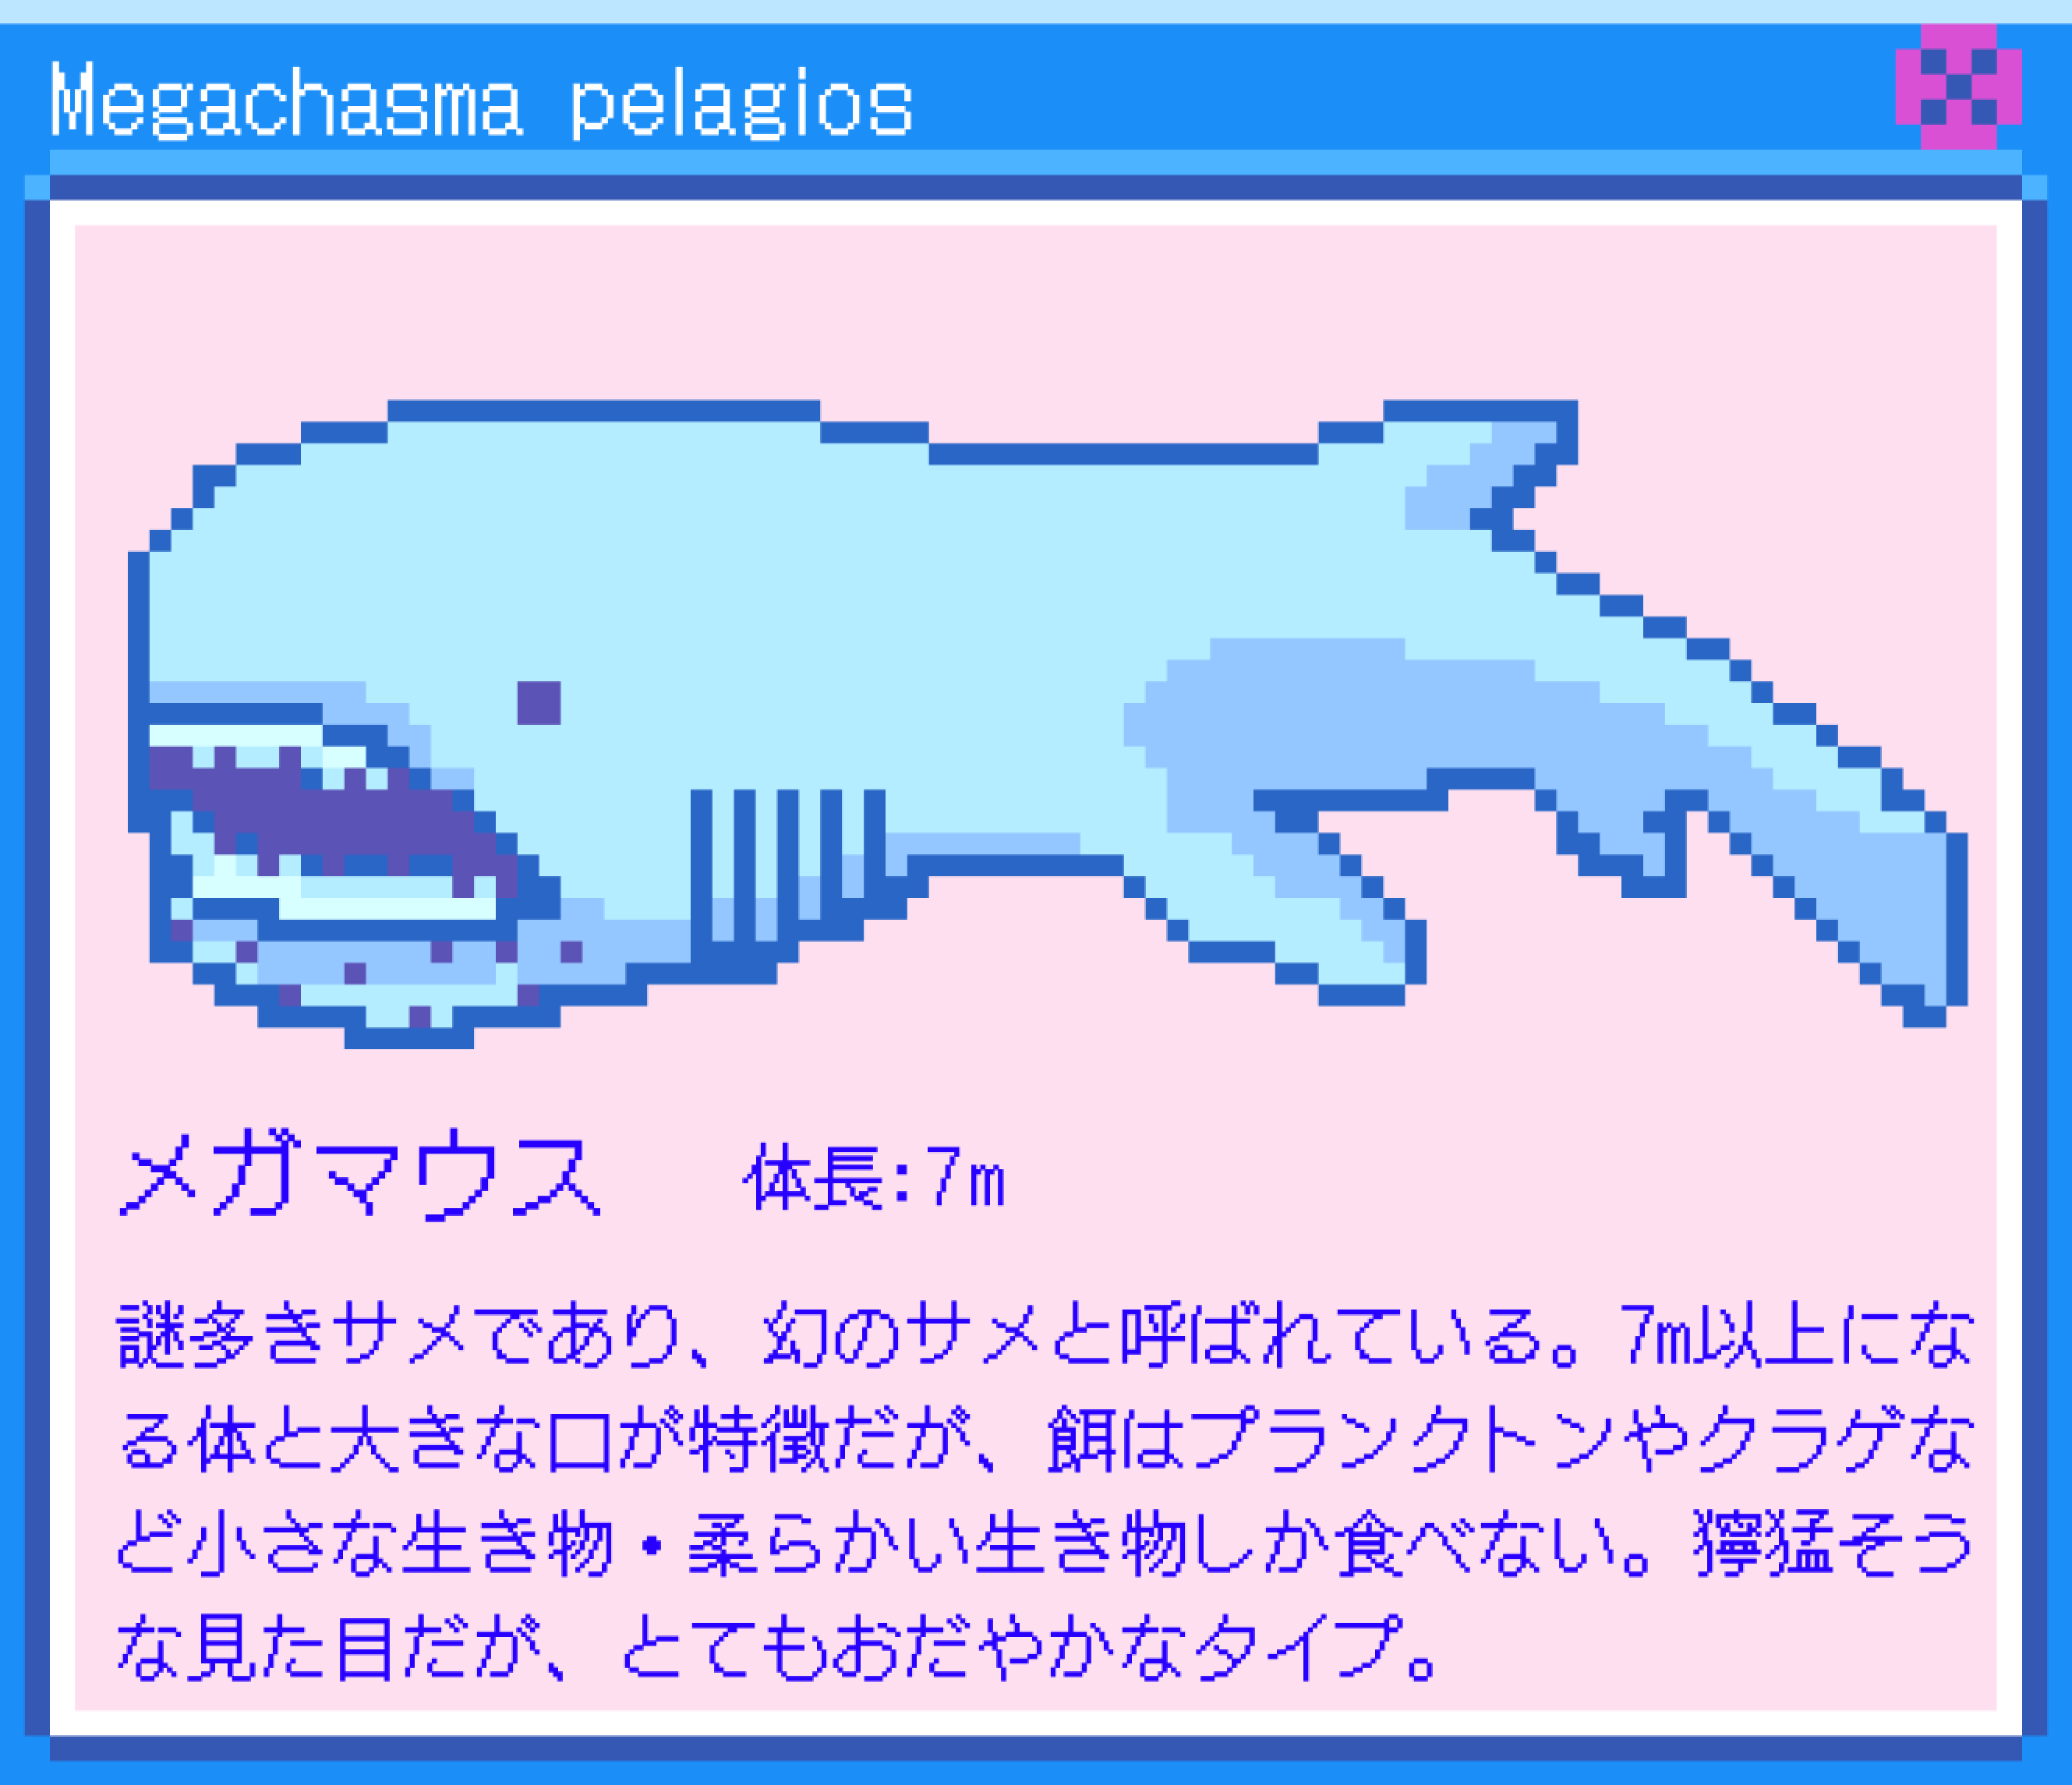 Megachasma pelagios
メガマウス 体長:7m
謎多きサメであり、幻のサメと呼ばれている。7m以上にな
る体と大きな口が特徴だが、餌はプランクトンやクラゲな
ど小さな生き物・柔らかい生き物しか食べない。獰猛そう
な見た目だが、とてもおだやかなタイプ。